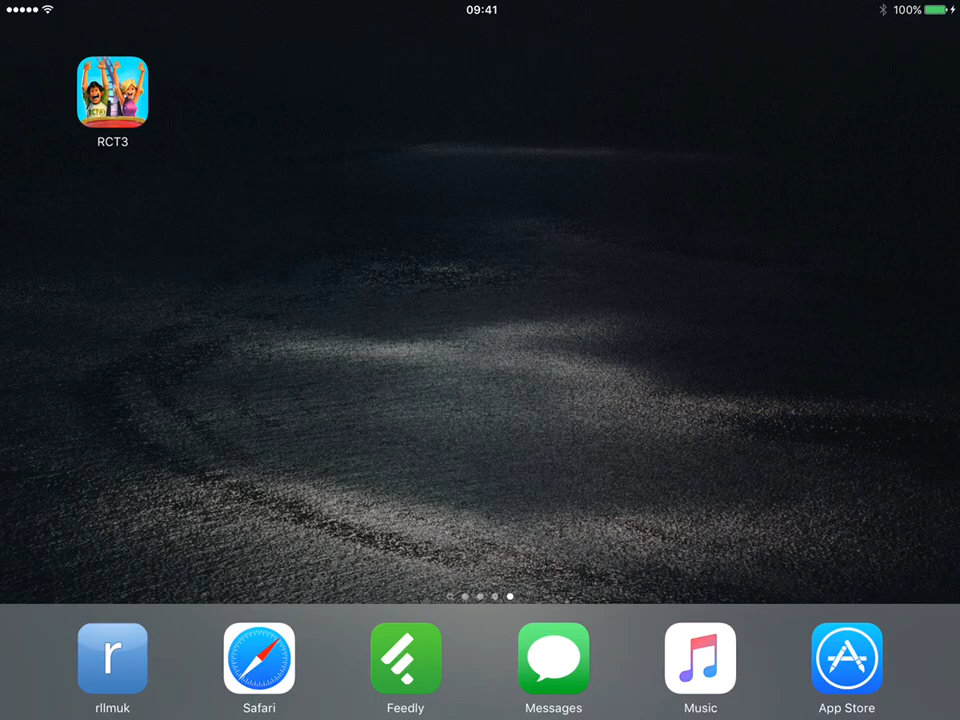 09:41
100%
RCT3
rllmuk
Safari
Feedly
Messages
Music
App Store